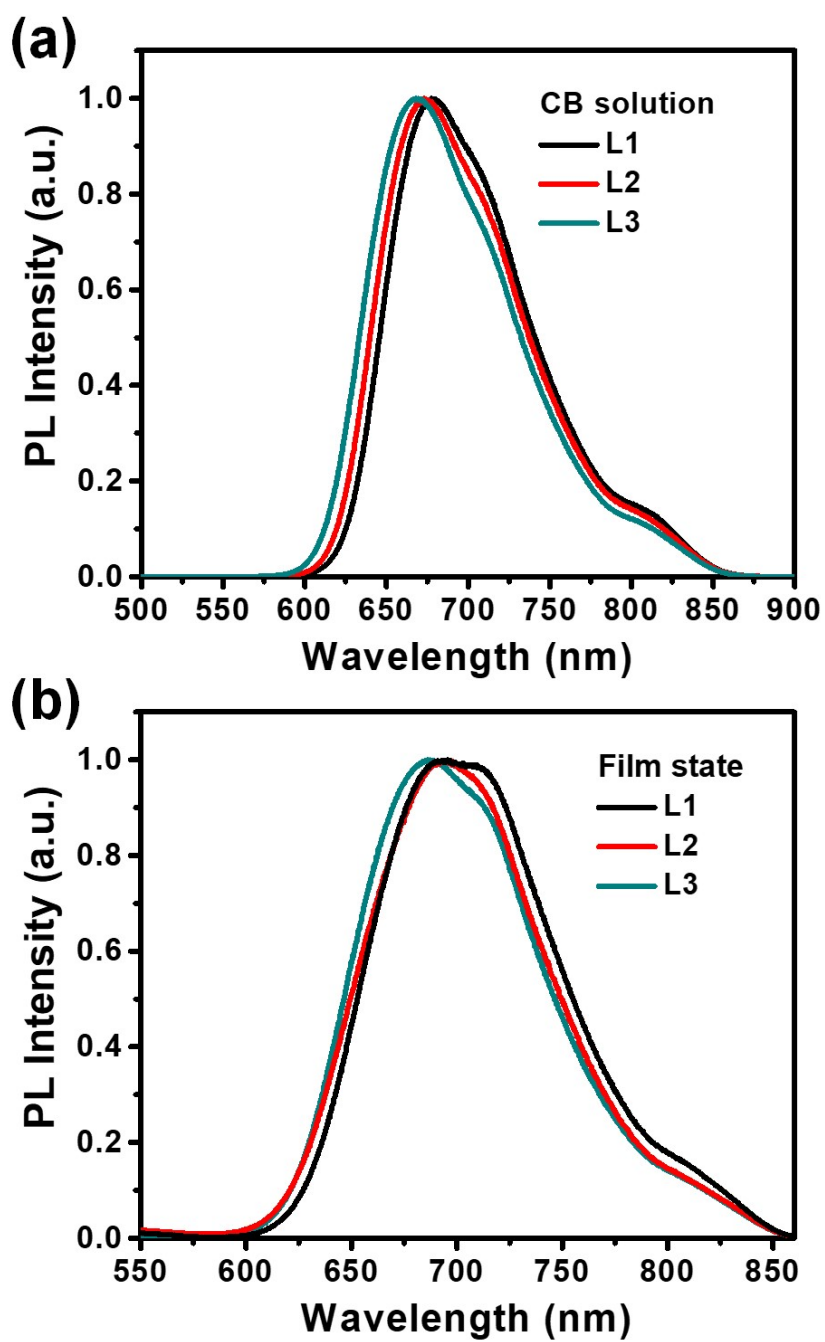 (a)
CB solution
L1
L2
L3
PL Intensity (a.u.)
1.0
0.8
0.6
0.4
0.2
0.0
500 550 600 650 700 750 800 850 900
Wavelength (nm)
(b)
Film state
L1
L2
L3
PL Intensity (a.u.)
1.0
0.8
0.6
0.4
0.2
0.0
550 600 650 700 750 800 850
Wavelength (nm)